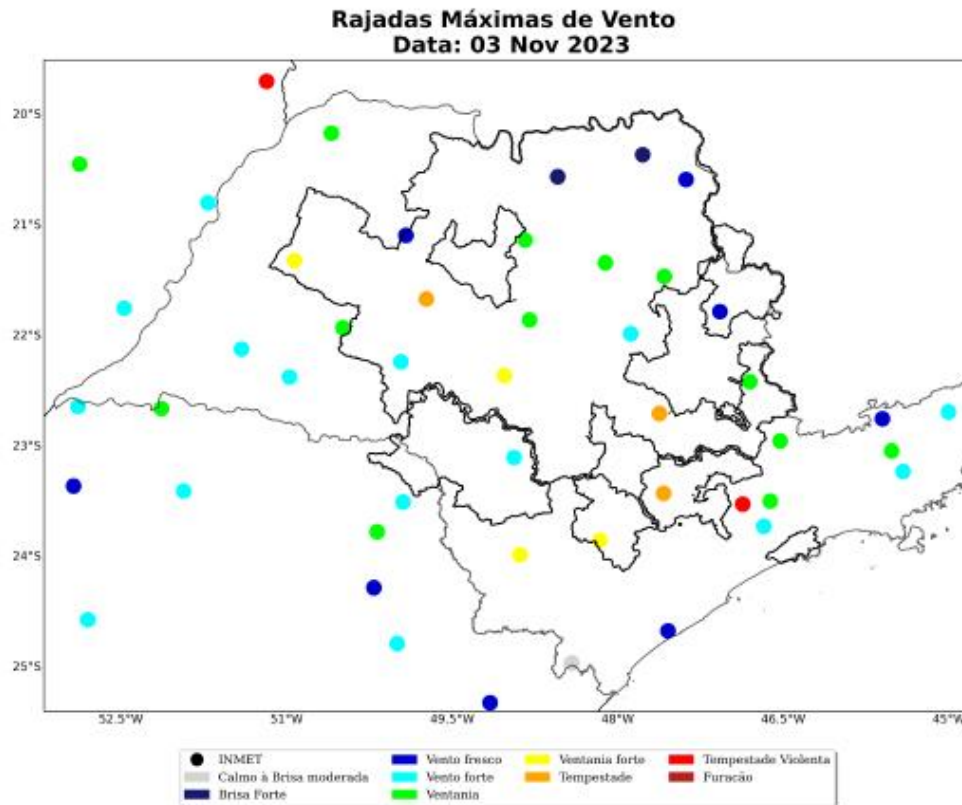 Rajadas Máximas de Vento
Data: 03 Nov 2023
20°S
21°S
22°S
23°S
24°S
25°S
52.5°W
51°W
49.5°W
48°W
46.5°W
45°W
INMET
Calmo à Brisa moderada
Brisa Forte
Vento fresco
Vento forte
Ventania
Ventania forte
Tempestade
Tempestade Violenta
Furacão